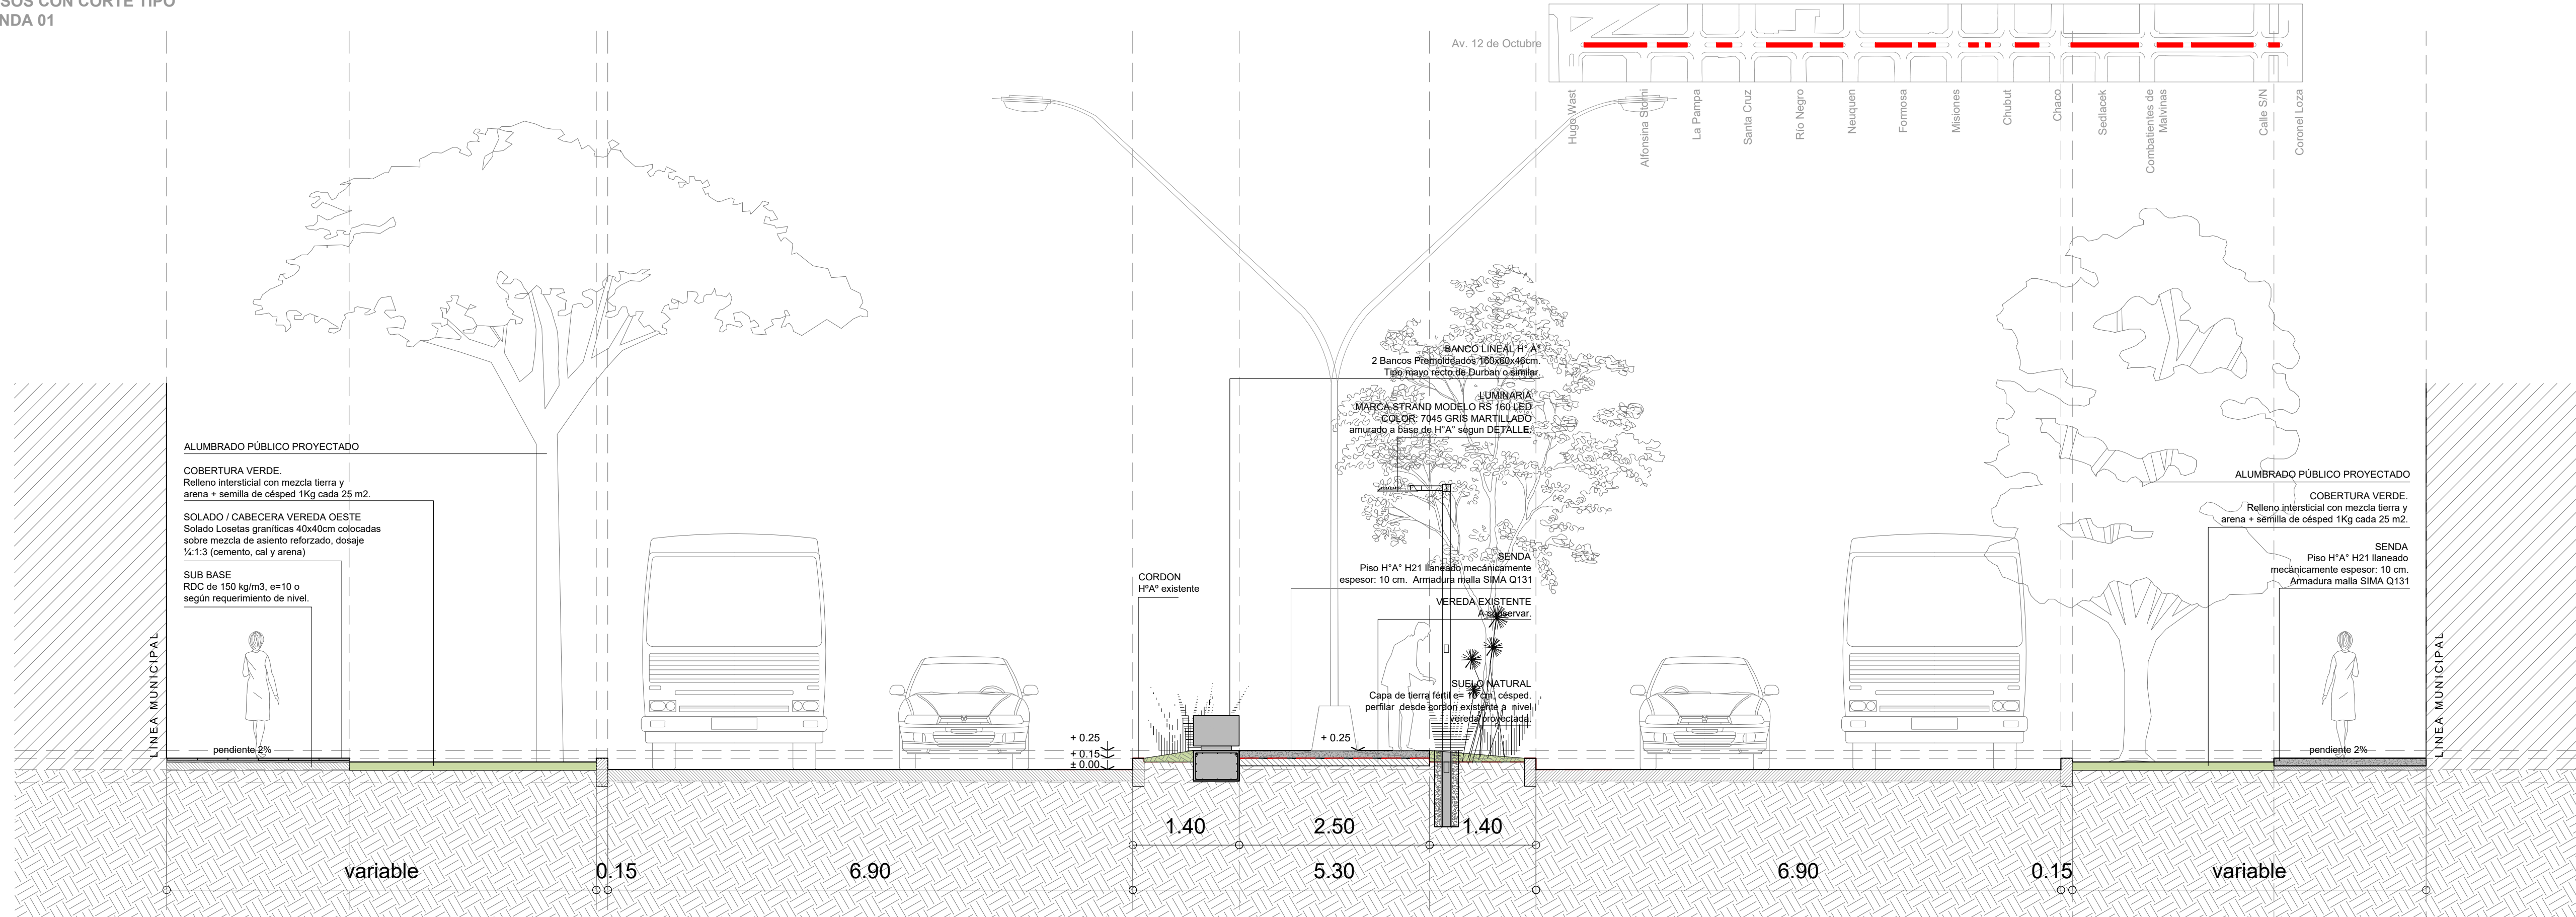 SOS CON CORTE TIPO
NDA 01
Av. 12 de Octubre
Hugo Wast
Alfonsina Storni
La Pampa
Santa Cruz
Río Negro
Neuquen
Formosa
Misiones
Chubut
Chaco
Sedlacek
Combatientes de
Malvinas
Calle S/N
Coronel Loza
BANCO LINEAL H° A°
2 Bancos Premoldeados 160x60x46cm.
Tipo mayo recto de Durban o similar.
LUMINARIA
MARCA STRAND MODELO RS 160 LED
COLOR: 7045 GRIS MARTILLADO
amurado a base de H°A° segun DETALLE.
ALUMBRADO PÚBLICO PROYECTADO
COBERTURA VERDE.
Relleno intersticial con mezcla tierra y
arena + semilla de césped 1Kg cada 25 m2.
SOLADO / CABECERA VEREDA OESTE
Solado Losetas graníticas 40x40cm colocadas
sobre mezcla de asiento reforzado, dosaje
¼:1:3 (cemento, cal y arena)
SUB BASE
RDC de 150 kg/m3, e=10 o
según requerimiento de nivel.
CORDON
HºAº existente
SENDA
Piso H°A° H21 llaneado mecánicamente
espesor: 10 cm. Armadura malla SIMA Q131
VEREDA EXISTENTE
A conservar.
SUELO NATURAL
Capa de tierra fértil e= 10 cm, césped.
perfilar desde cordon existente a nivel
vereda proyectada.
ALUMBRADO PÚBLICO PROYECTADO
COBERTURA VERDE.
Relleno intersticial con mezcla tierra y
arena + semilla de césped 1Kg cada 25 m2.
SENDA
Piso H°A° H21 llaneado
mecánicamente espesor: 10 cm.
Armadura malla SIMA Q131
LINEA MUNICIPAL
pendiente 2%
+ 0.25
+ 0.15
± 0.00
+ 0.25
pendiente 2%
LINEA MUNICIPAL
1.40
2.50
1.40
variable
0.15
6.90
5.30
6.90
0.15
variable